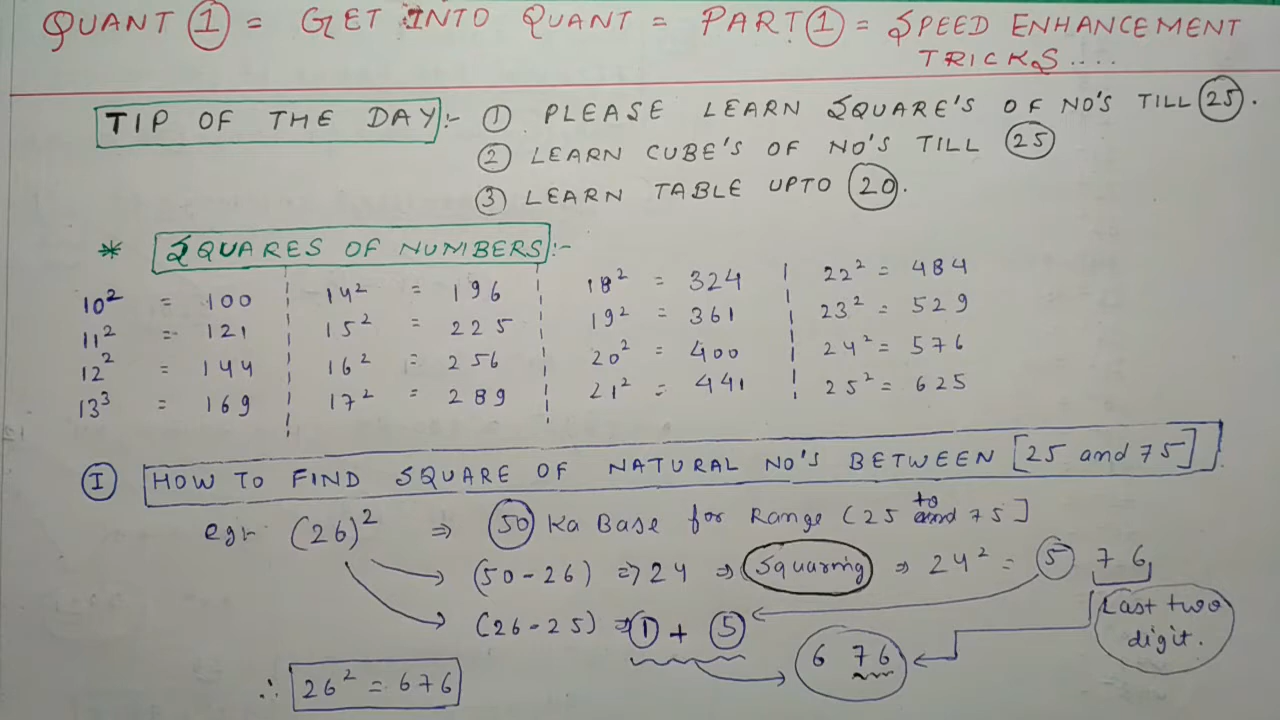 QUANT ① = GET INTO QUANT = PART ① = SPEED ENHANCEMENT
TRICKS....
TIP OF THE DAY:- ① PLEASE LEARN SQUARE'S OF NO'S TILL 25.
② LEARN CUBE'S OF NO'S TILL 25
③ LEARN TABLE UPTO 20.
* SQUARES OF NUMBERS:-
10² = 100 14² = 196 18² = 324 22² = 484
11² = 121 15² = 225 19² = 361 23² = 529
12² = 144 16² = 256 20² = 400 24² = 576
13³ = 169 17² = 289 21² = 441 25² = 625
I HOW TO FIND SQUARE OF NATURAL NO'S BETWEEN [25 and 75]
eg:- (26)² ⇒ 50 Ka Base for Range (25 to 75]
(50-26) ⇒ 24 ⇒ Squaring ⇒ 24² = 5 76
(26-25) ⇒ 1 + 5
Last two
digit.
6 76
∴ 26² = 676